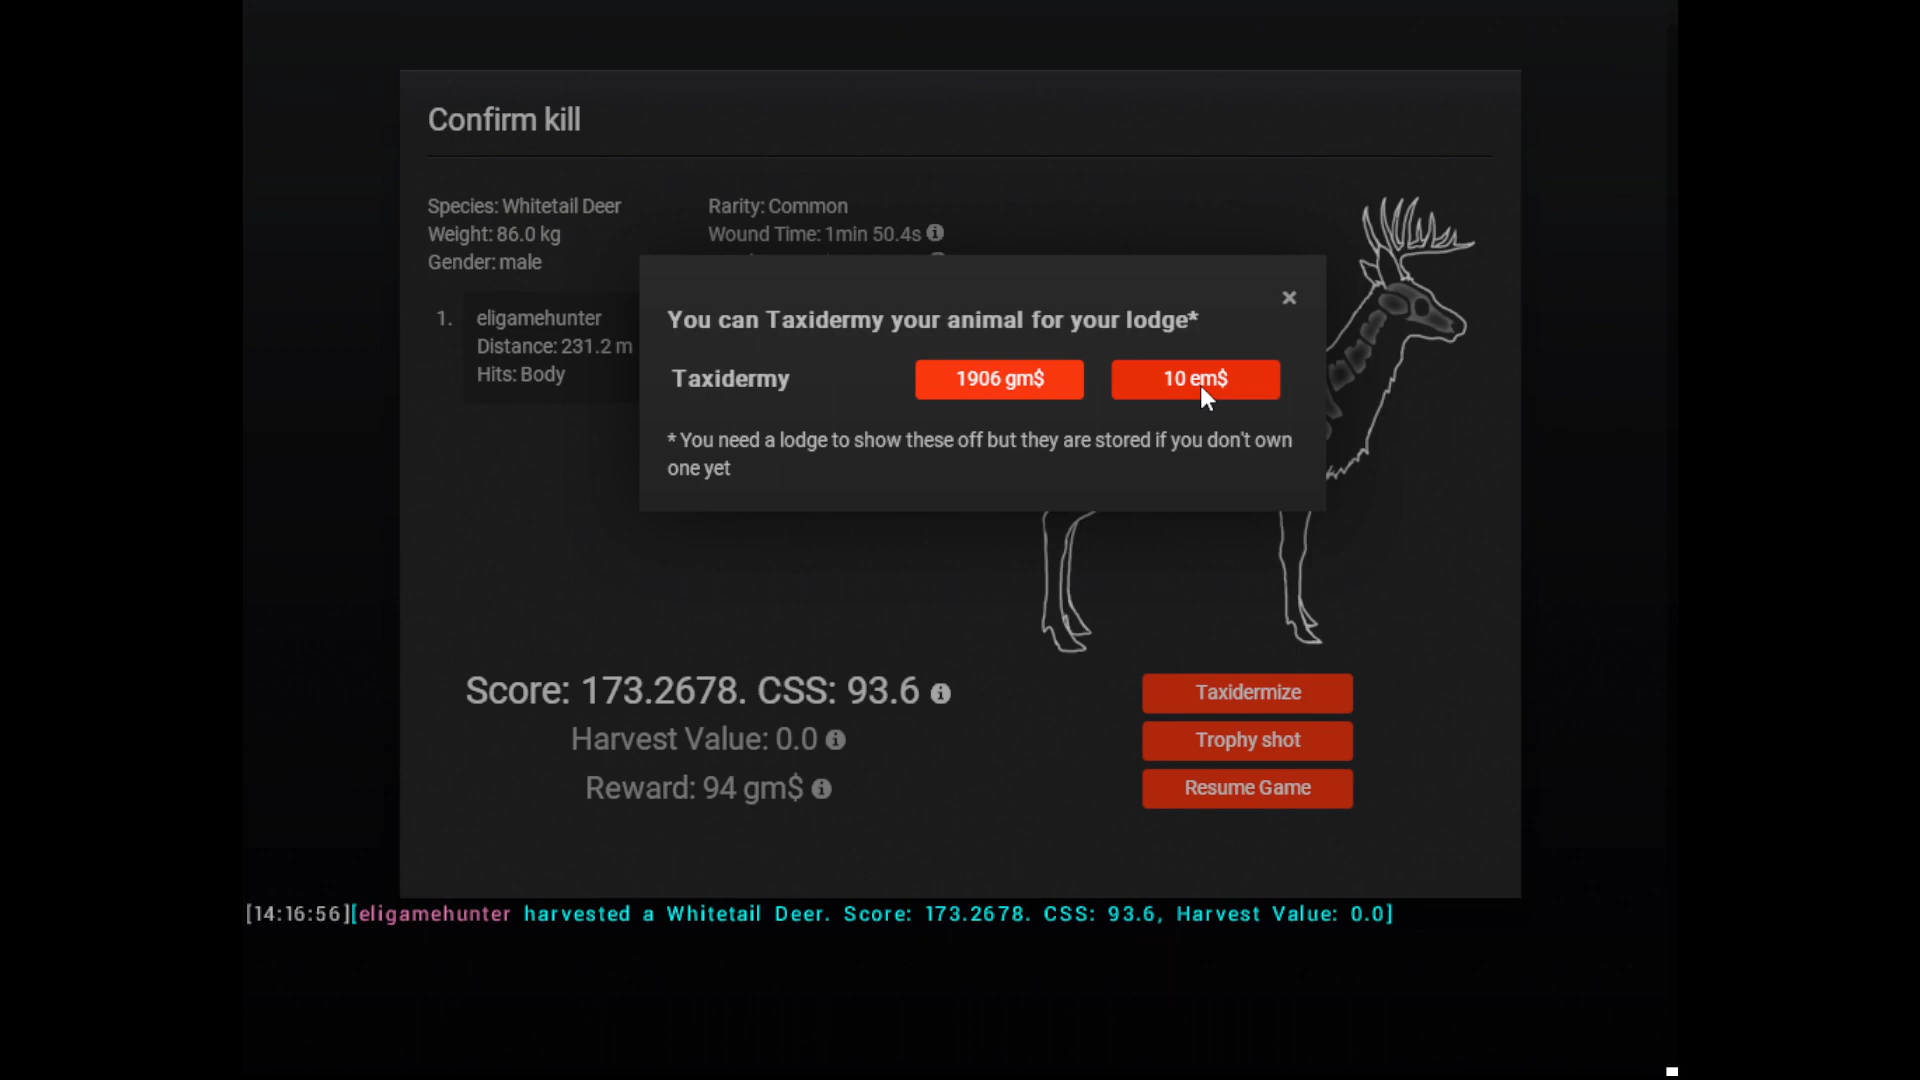 Confirm kill
Species: Whitetail Deer
Weight: 86.0 kg
Gender: male
Rarity: Common
Wound Time: 1min 50.4s
1. eligamehunter
Distance: 231.2 m
Hits: Body
You can Taxidermy your animal for your lodge*
Taxidermy 1906 gm$ 10 em$
* You need a lodge to show these off but they are stored if you don't own
one yet
Score: 173.2678. CSS: 93.6
Harvest Value: 0.0
Reward: 94 gm$
Taxidermize
Trophy shot
Resume Game
[14:16:56][eligamehunter harvested a Whitetail Deer. Score: 173.2678. CSS: 93.6, Harvest Value: 0.0]